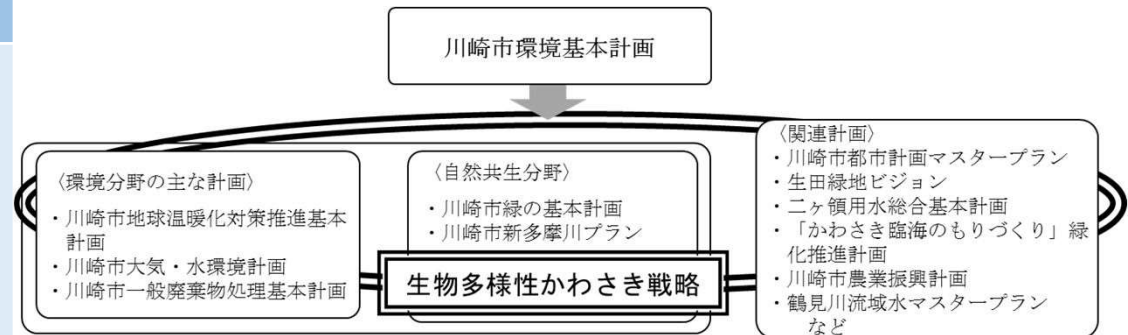 川崎市環境基本計画
〈環境分野の主な計画〉
・川崎市地球温暖化対策推進基本
計画
・川崎市大気・水環境計画
・川崎市一般廃棄物処理基本計画
〈自然共生分野〉
・川崎市緑の基本計画
・川崎市新多摩川プラン
生物多様性かわさき戦略
〈関連計画〉
・川崎市都市計画マスタープラン
・生田緑地ビジョン
・二ヶ領用水総合基本計画
・「かわさき臨海のもりづくり」緑
化推進計画
・川崎市農業振興計画
・鶴見川流域水マスタープラン
など